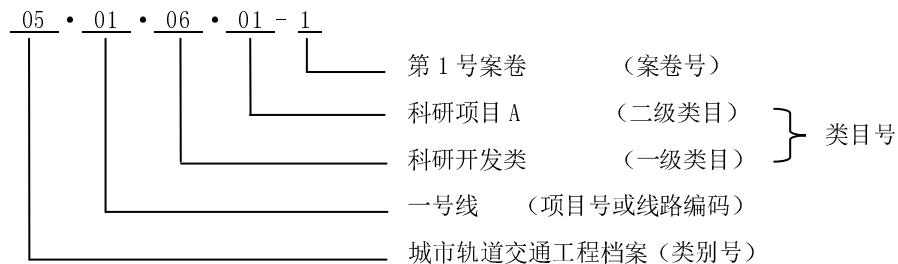 05·01·06·01-1
第1号案卷 （案卷号）
科研项目A （二级类目）
科研开发类 （一级类目）
类目号
一号线 （项目号或线路编码）
城市轨道交通工程档案（类别号）